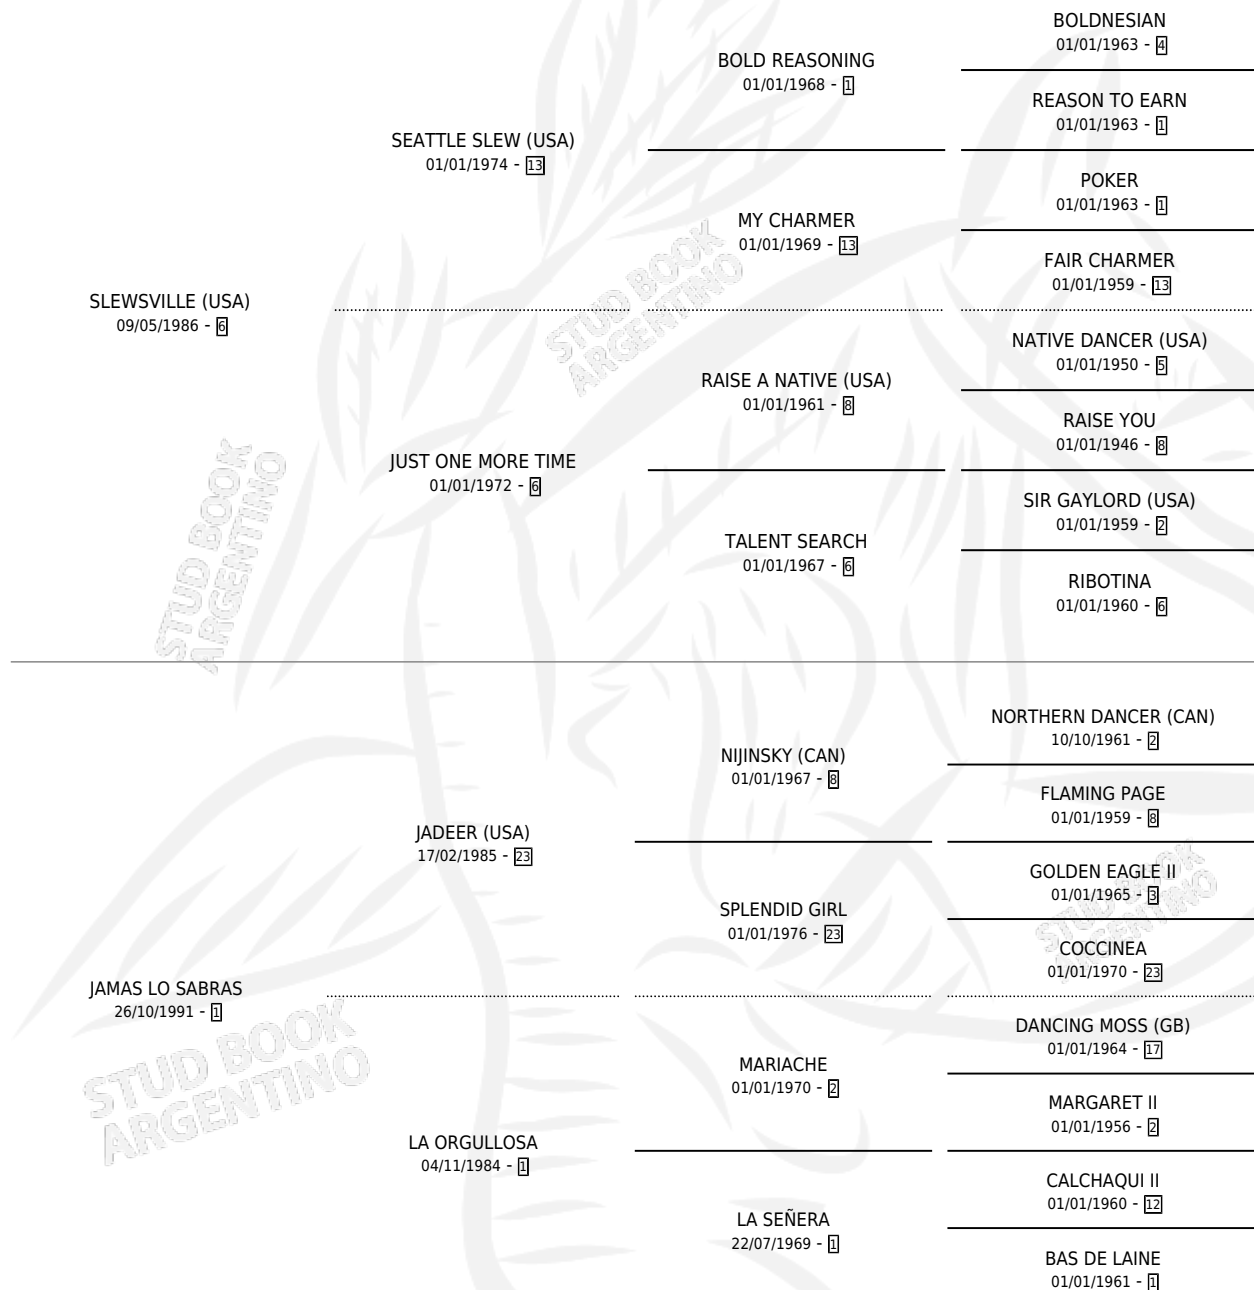 BOLDNESIAN
01/01/1963 - 4
BOLD REASONING
01/01/1968 - 1
REASON TO EARN
01/01/1963 - 1
SEATTLE SLEW (USA)
01/01/1974 - 13
POKER
01/01/1963 - 1
MY CHARMER
01/01/1969 - 13
FAIR CHARMER
01/01/1959 - 13
SLEWSVILLE (USA)
09/05/1986 - 6
NATIVE DANCER (USA)
01/01/1950 - 5
RAISE A NATIVE (USA)
01/01/1961 - 8
RAISE YOU
01/01/1946 - 8
JUST ONE MORE TIME
01/01/1972 - 6
SIR GAYLORD (USA)
01/01/1959 - 2
TALENT SEARCH
01/01/1967 - 6
RIBOTINA
01/01/1960 - 6
NORTHERN DANCER (CAN)
10/10/1961 - 2
NIJINSKY (CAN)
01/01/1967 - 8
FLAMING PAGE
01/01/1959 - 8
JADEER (USA)
17/02/1985 - 23
GOLDEN EAGLE II
01/01/1965 - 3
SPLENDID GIRL
01/01/1976 - 23
COCCINEA
01/01/1970 - 23
JAMAS LO SABRAS
26/10/1991 - 1
DANCING MOSS (GB)
01/01/1964 - 17
MARIACHE
01/01/1970 - 2
MARGARET II
01/01/1956 - 2
LA ORGULLOSA
04/11/1984 - 1
CALCHAQUI II
01/01/1960 - 12
LA SEÑERA
22/07/1969 - 1
BAS DE LAINE
01/01/1961 - 1
STUD BOOK
ARGENTINO
STUD BOOK
ARGENTINO
STUD BOOK
ARGENTINO
STUD BOOK
ARGENTINO